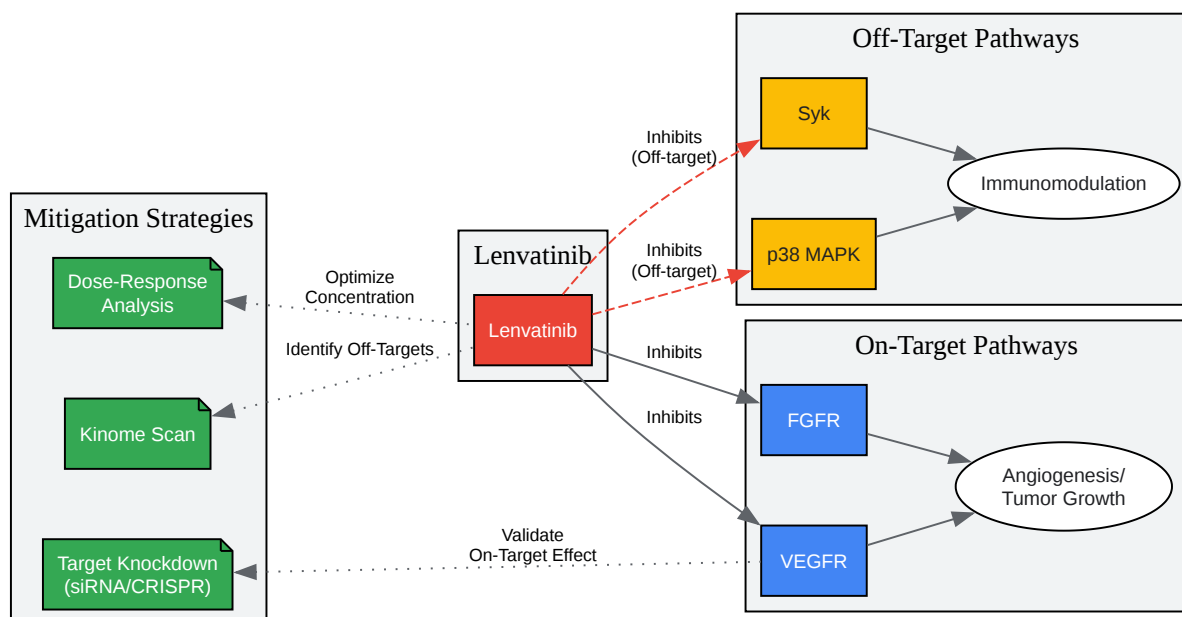 Off-Target Pathways
Syk
Inhibits
(Off-target)
Immunomodulation
p38 MAPK
Inhibits
(Off-target)
Mitigation Strategies
Dose-Response
Analysis
Optimize
Concentration
Identify Off-Targets
Kinome Scan
Target Knockdown
(siRNA/CRISPR)
Validate
On-Target Effect
Lenvatinib
Lenvatinib
Inhibits
Inhibits
On-Target Pathways
FGFR
Angiogenesis/
Tumor Growth
VEGFR